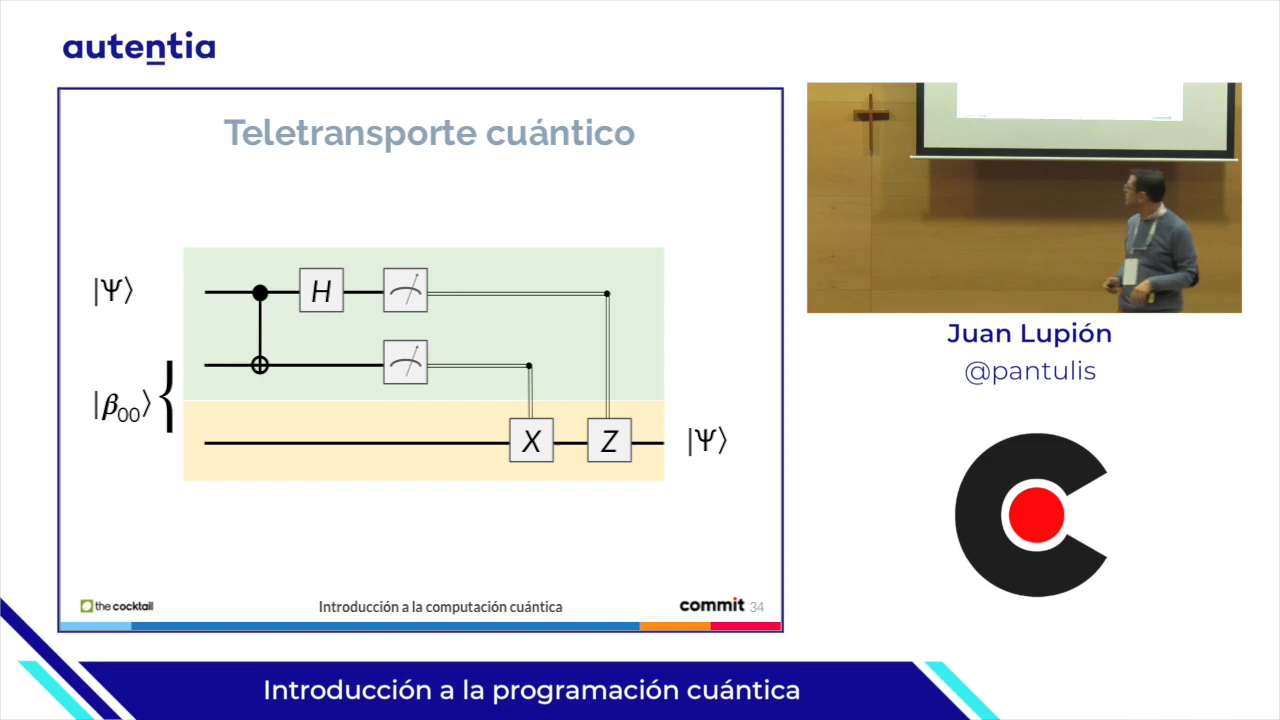 autentia
Teletransporte cuántico
|Ψ⟩
H
|β00⟩
X
Z
|Ψ⟩
the cocktail
Introducción a la computación cuántica
commit 34
Juan Lupión
@pantulis
Introducción a la programación cuántica